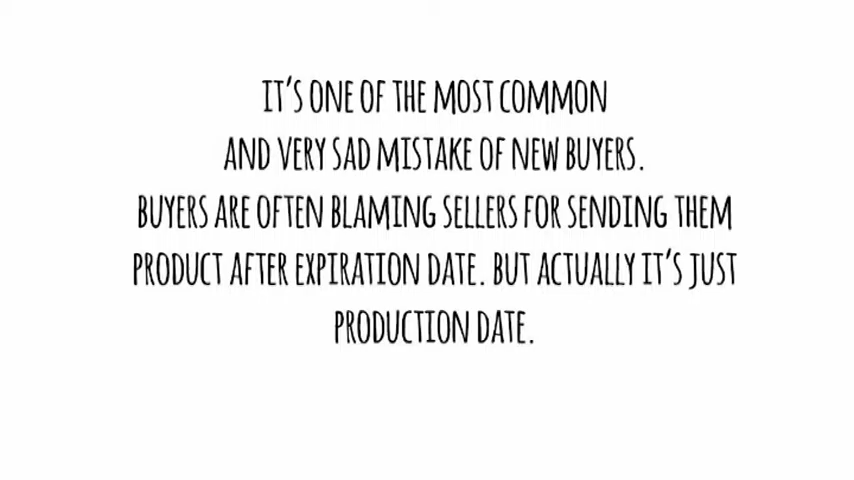 IT'S ONE OF THE MOST COMMON
AND VERY SAD MISTAKE OF NEW BUYERS.
BUYERS ARE OFTEN BLAMING SELLERS FOR SENDING THEM
PRODUCT AFTER EXPIRATION DATE. BUT ACTUALLY IT'S JUST
PRODUCTION DATE.